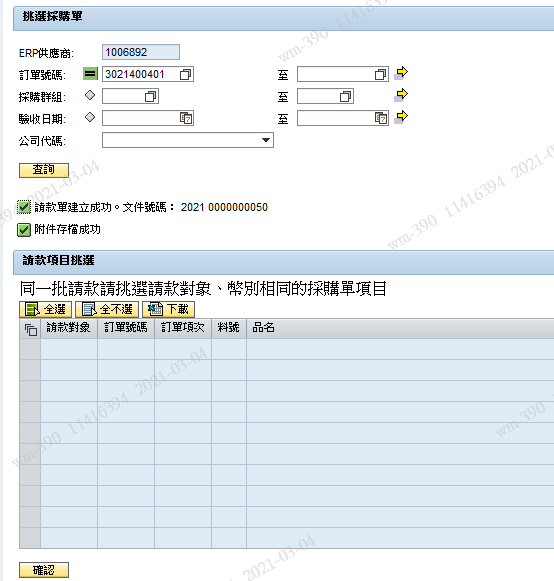 挑選採購單
ERP供應商: 1006892
訂單號碼: 3021400401 至
採購群組: 至
驗收日期: 至
公司代碼:
查詢
請款單建立成功。文件號碼： 2021 0000000050
附件存檔成功
請款項目挑選
同一批請款請挑選請款對象、幣別相同的採購單項目
全選 全不選 下載
請款對象 訂單號碼 訂單項次 料號 品名
確認
wm-390 11416394
2021-03-04
wm-390 11416394 2021-0
wm-390 11416394 2021-03-04
wm-390
2021-03-04